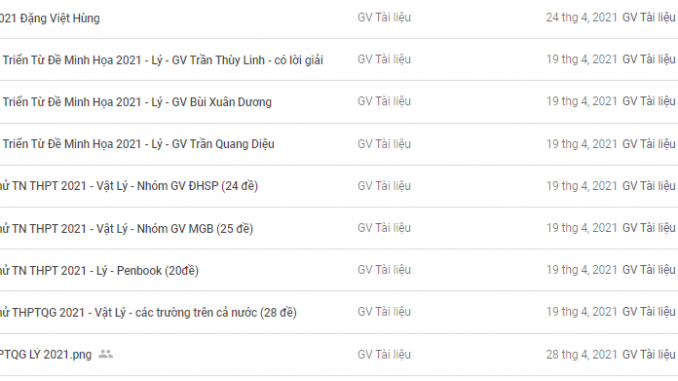 2021 Đặng Việt Hùng GV Tài liệu 24 thg 4, 2021 GV Tài liệu
Triển Từ Đề Minh Họa 2021 - Lý - GV Trần Thùy Linh - có lời giải GV Tài liệu 19 thg 4, 2021 GV Tài liệu
Triển Từ Đề Minh Họa 2021 - Lý - GV Bùi Xuân Dương GV Tài liệu 19 thg 4, 2021 GV Tài liệu
Triển Từ Đề Minh Họa 2021 - Lý - GV Trần Quang Diệu GV Tài liệu 19 thg 4, 2021 GV Tài liệu
hử TN THPT 2021 - Vật Lý - Nhóm GV ĐHSP (24 đề) GV Tài liệu 19 thg 4, 2021 GV Tài liệu
hử TN THPT 2021 - Vật Lý - Nhóm GV MGB (25 đề) GV Tài liệu 19 thg 4, 2021 GV Tài liệu
hử TN THPT 2021 - Lý - Penbook (20đề) GV Tài liệu 19 thg 4, 2021 GV Tài liệu
hử THPTQG 2021 - Vật Lý - các trường trên cả nước (28 đề) GV Tài liệu 19 thg 4, 2021 GV Tài liệu
PTQG LÝ 2021.png GV Tài liệu 28 thg 4, 2021 GV Tài liệu